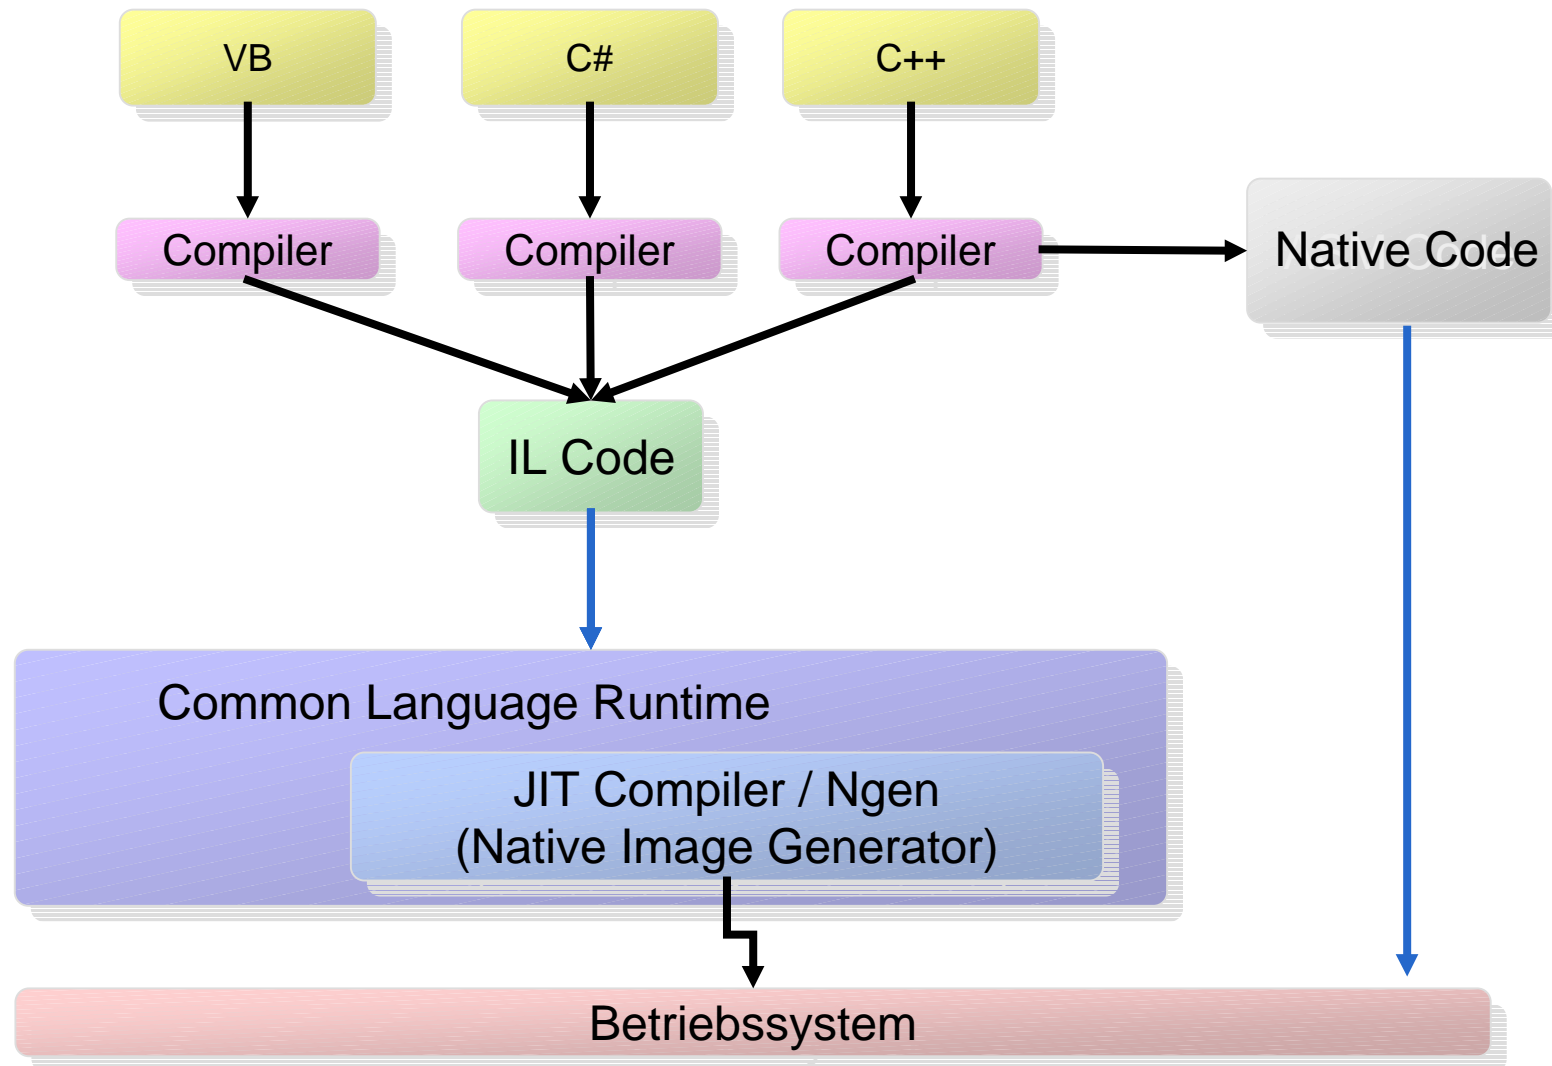 VB
C#
C++
Compiler
Compiler
Compiler
Native Code
IL Code
Common Language Runtime
JIT Compiler / Ngen
(Native Image Generator)
Betriebssystem